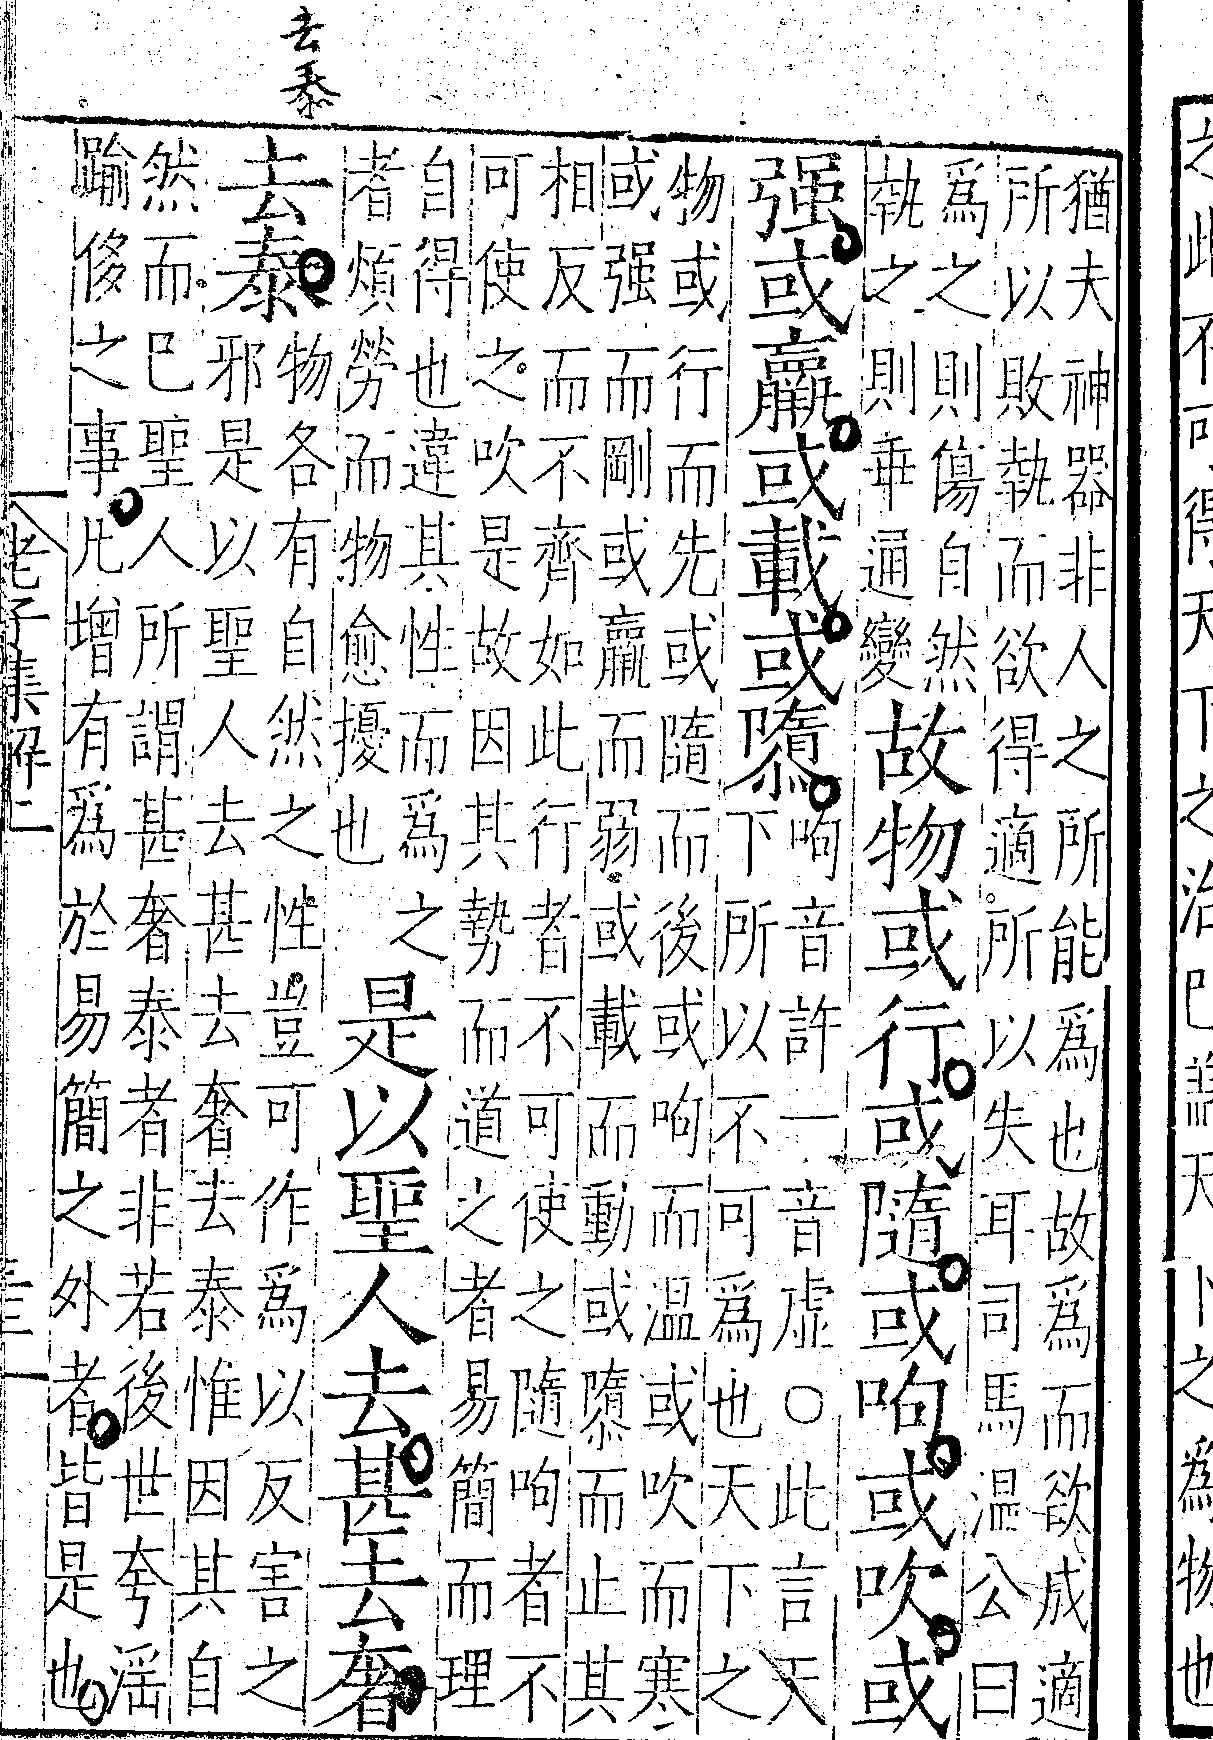 之此不可得天下之治巳蓋天下之爲物也
猶夫神器非人之所能爲也故爲而欲成適
所以敗執而欲得適所以失耳司馬温公曰
爲之則傷自然
執之則乖通變
故物或行或隨或呴或吹或
强或羸或載或隳
呴音許一音虚○此言天
下所以不可爲也天下之
物或行而先或隨而後或呴而温或吹而寒
或强而剛或羸而弱或載而動或隳而止其
相反而不齊如此行者不可使之隨呴者不
可使之吹是故因其勢而道之者易簡而理
自得也違其性而爲之
者煩勞而物愈擾也
是以聖人去甚去奢
去泰
物各有自然之性豈可作爲以反害之
邪是以聖人去甚去奢去泰惟因其自
然而巳聖人所謂甚奢泰者非若後世夸滛
踰侈之事凡增有爲於易簡之外者皆是也
去泰
老子集解二